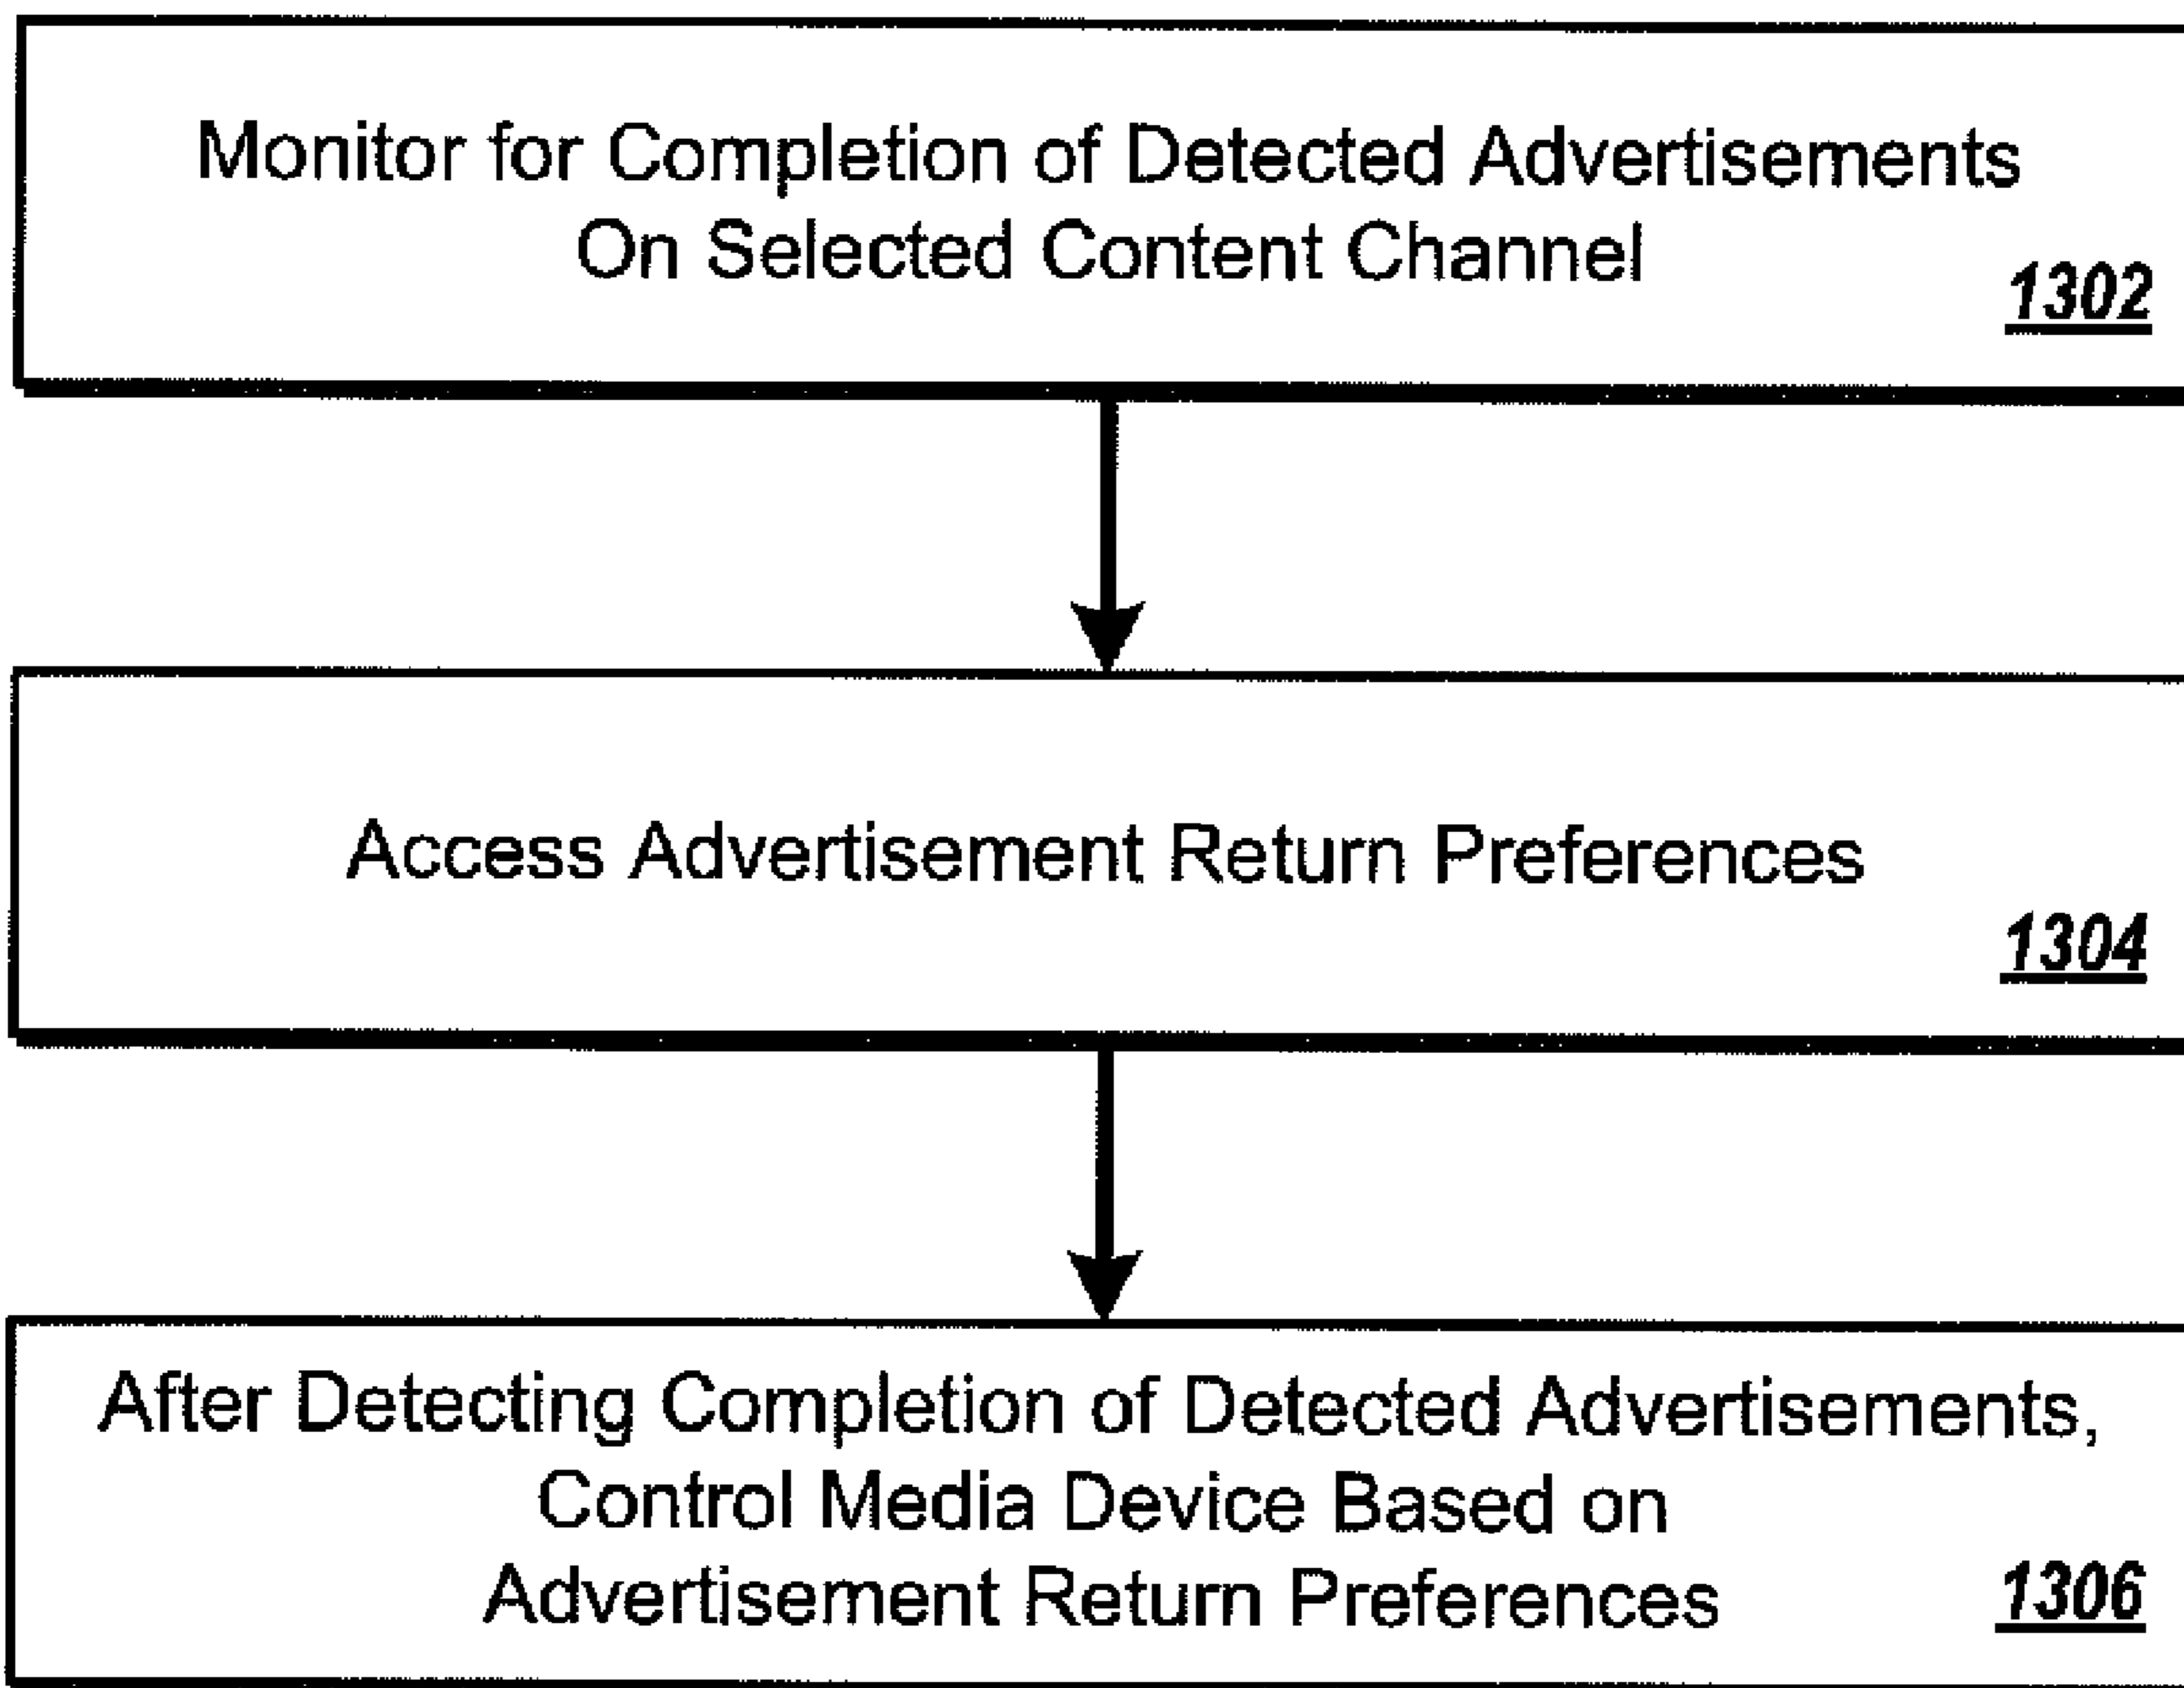 Monitor for Completion of Detected Advertisements
On Selected Content Channel
1302
Access Advertisement Return Preferences
1304
After Detecting Completion of Detected Advertisements,
Control Media Device Based on
Advertisement Return Preferences
1306